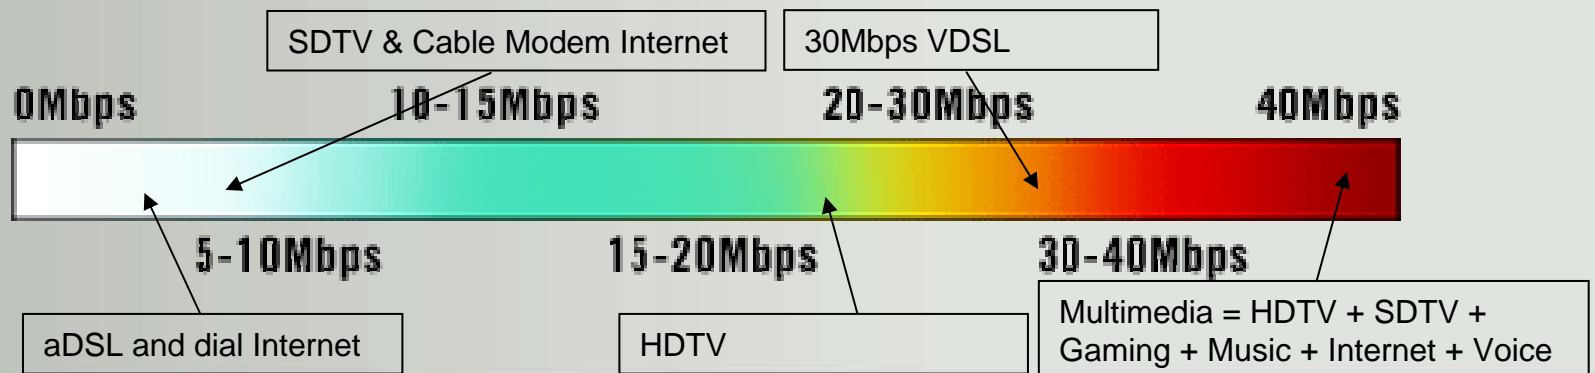 SDTV & Cable Modem Internet
30Mbps VDSL
0Mbps
10-15Mbps
20-30Mbps
40Mbps
5-10Mbps
15-20Mbps
30-40Mbps
aDSL and dial Internet
HDTV
Multimedia = HDTV + SDTV +
Gaming + Music + Internet + Voice